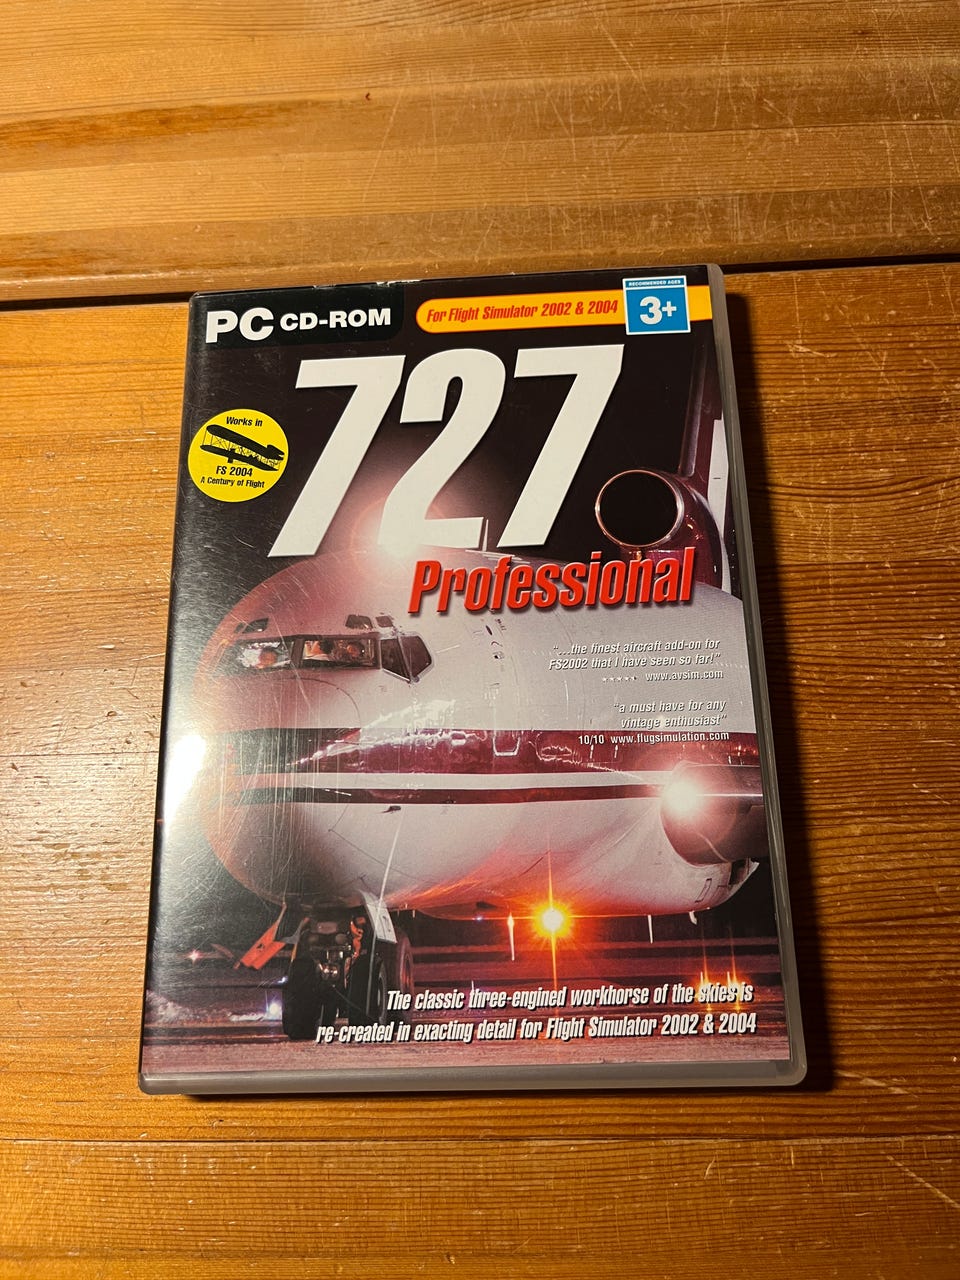 PC CD-ROM
For Flight Simulator 2002 & 2004
RECOMMENDED AGES
3+
727
Works in
FS 2004
A Century of Flight
Professional
"...the finest aircraft add-on for
FS2002 that I have seen so far!"
★★★★★ www.avsim.com
"a must have for any
vintage enthusiast"
10/10 www.flugsimulation.com
The classic three-engined workhorse of the skies is
re-created in exacting detail for Flight Simulator 2002 & 2004